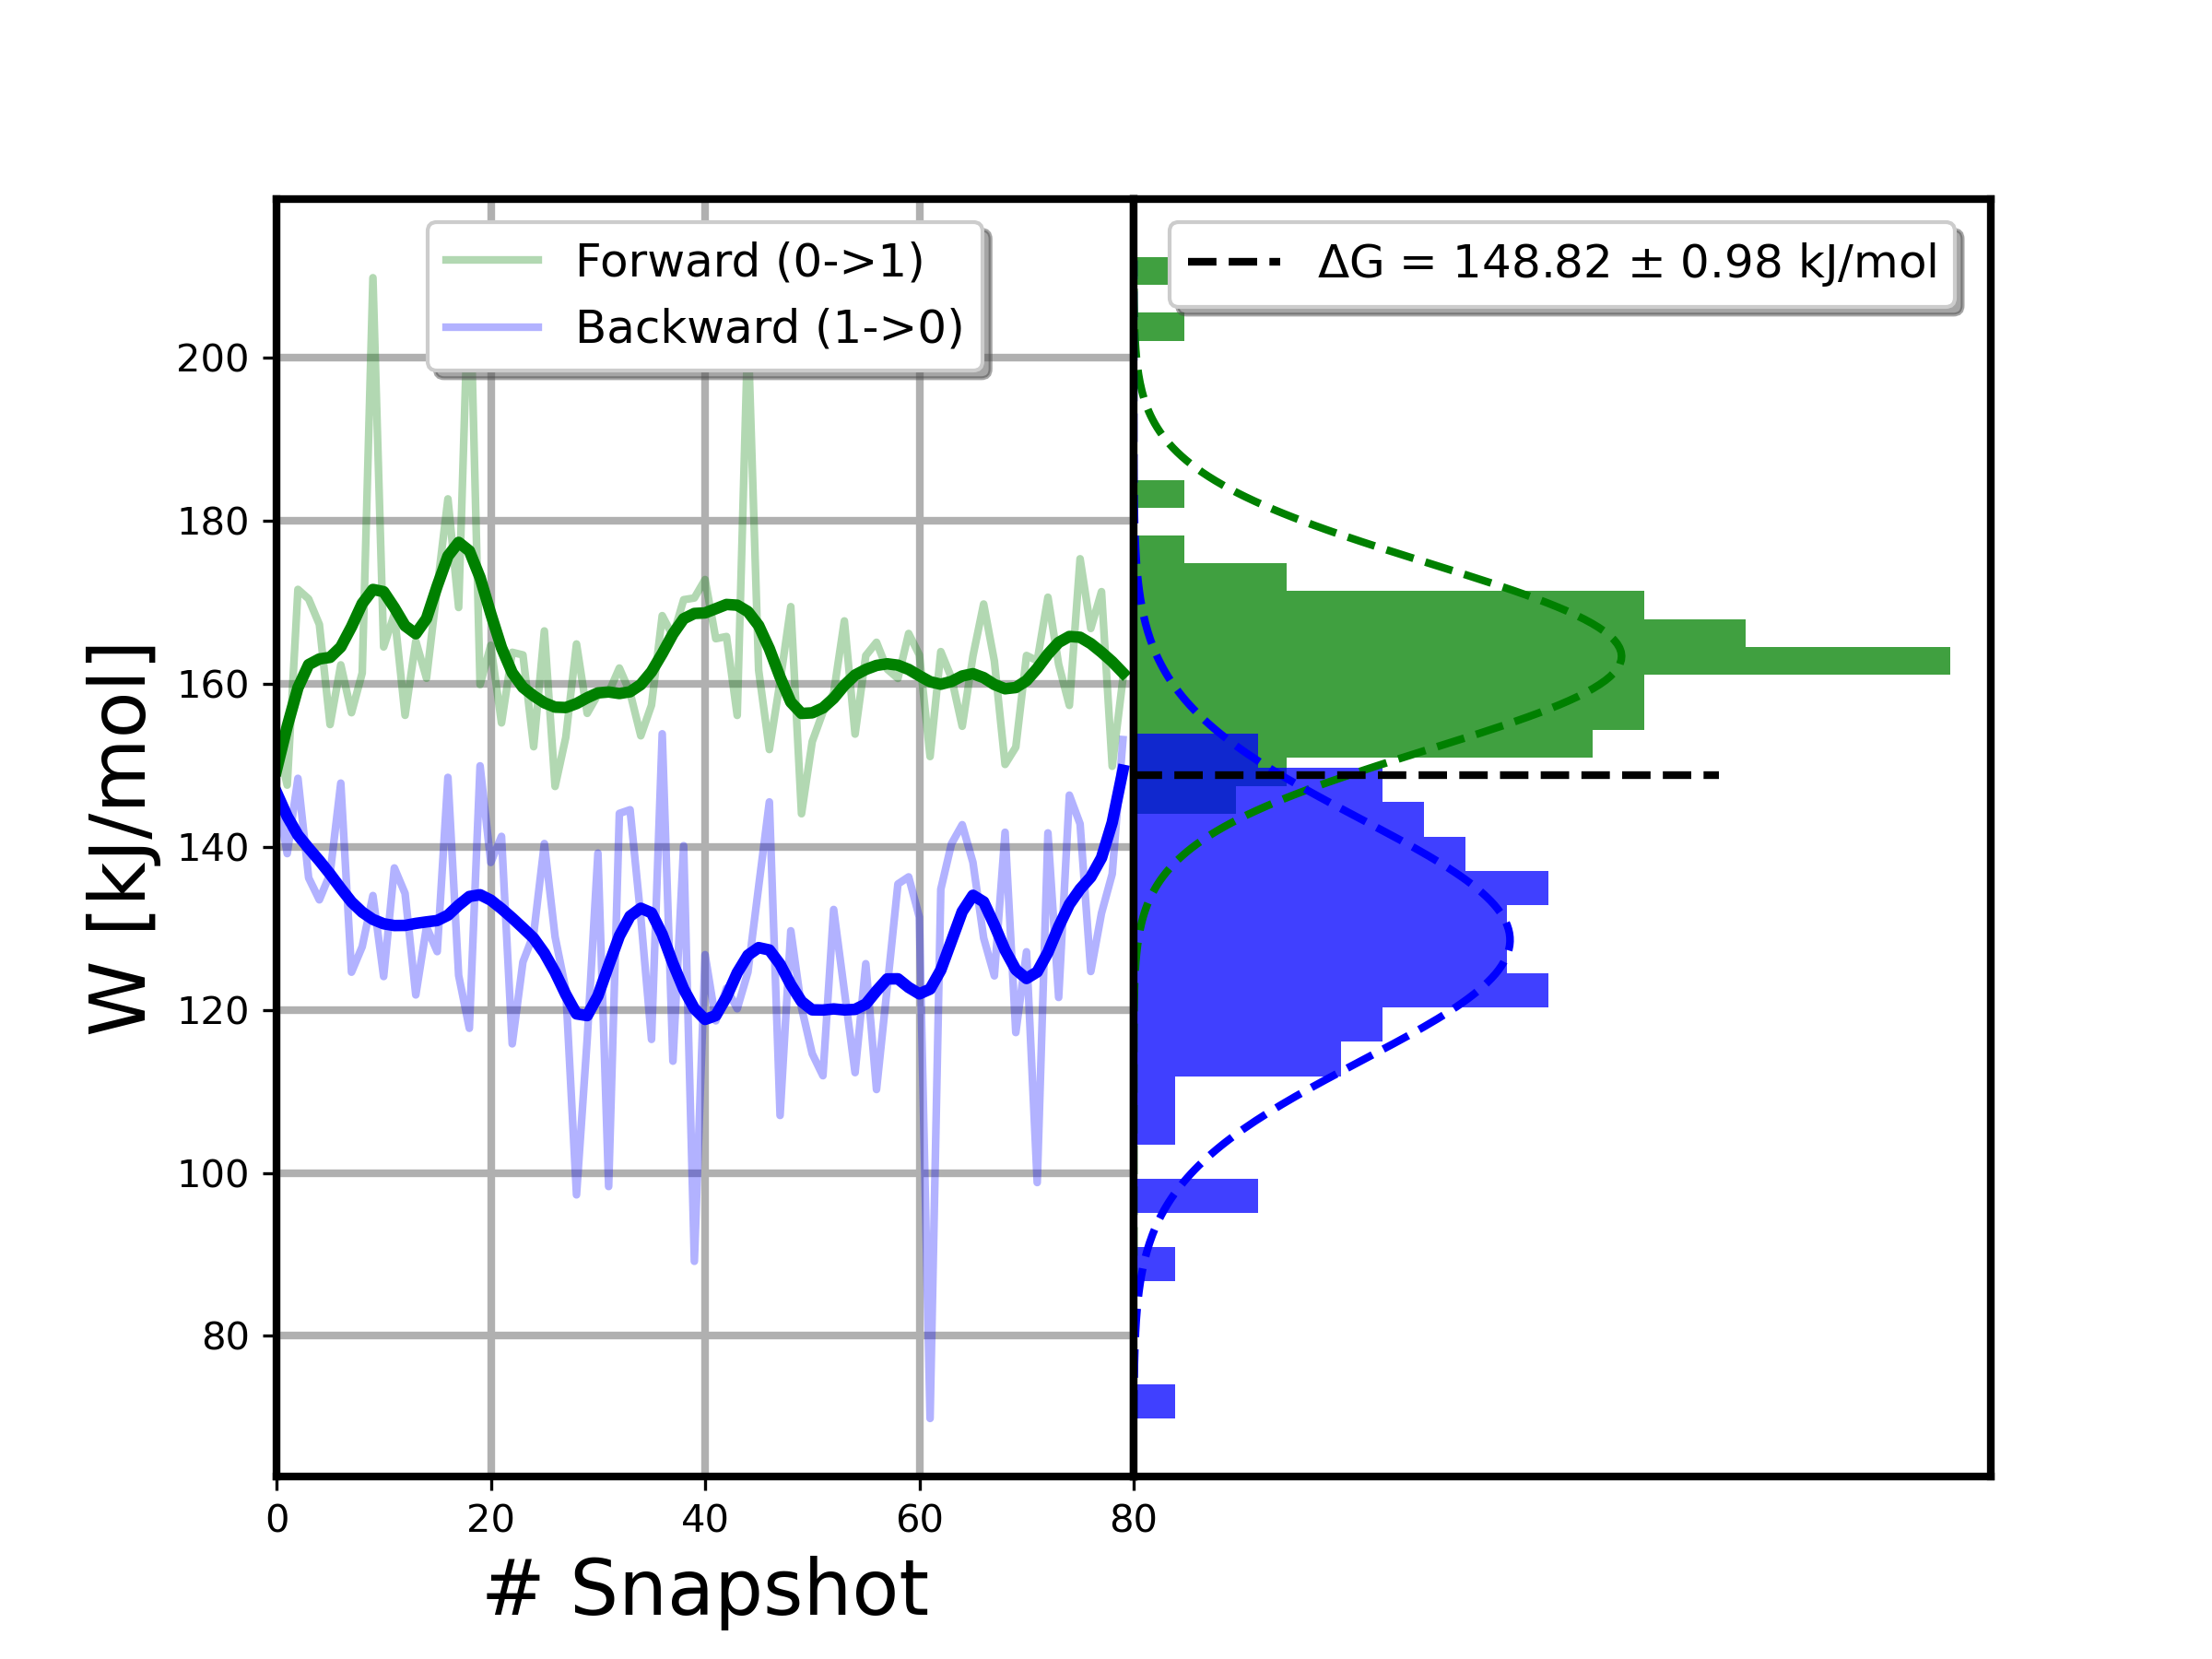 Forward (0->1)
Backward (1->0)
ΔG = 148.82 ± 0.98 kJ/mol
W [kJ/mol]
200
180
160
140
120
100
80
0 20 40 60 80
# Snapshot